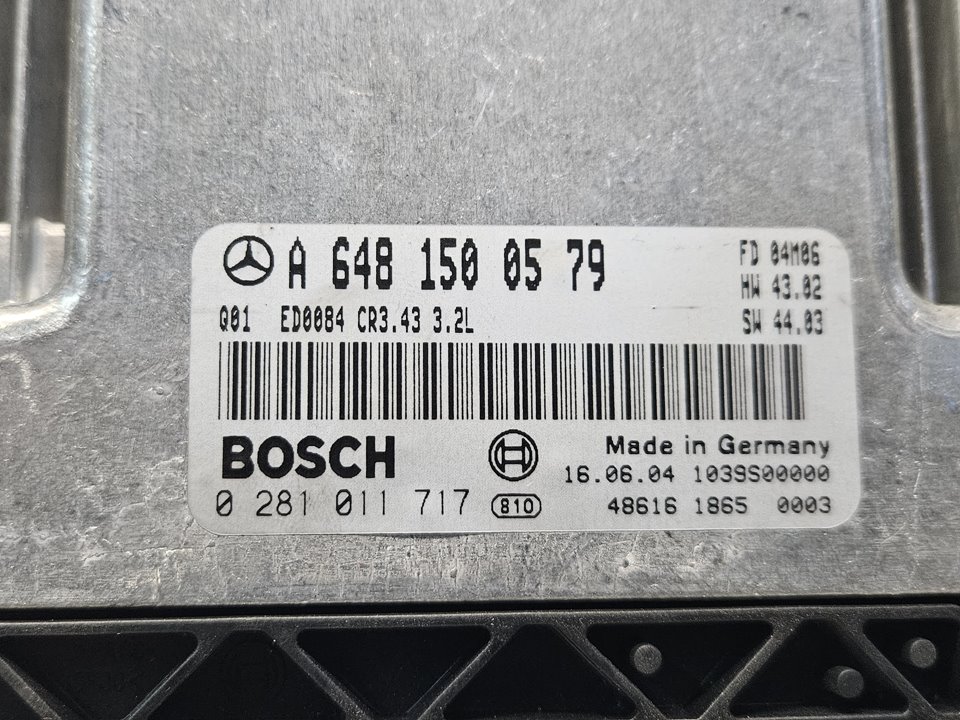 A 648 150 05 79
FD 04M06
HW 43.02
Q01 ED0084 CR3.43 3.2L
SW 44.03
BOSCH
Made in Germany
16.06.04 1039S00000
0 281 011 717 810
48616 1865 0003